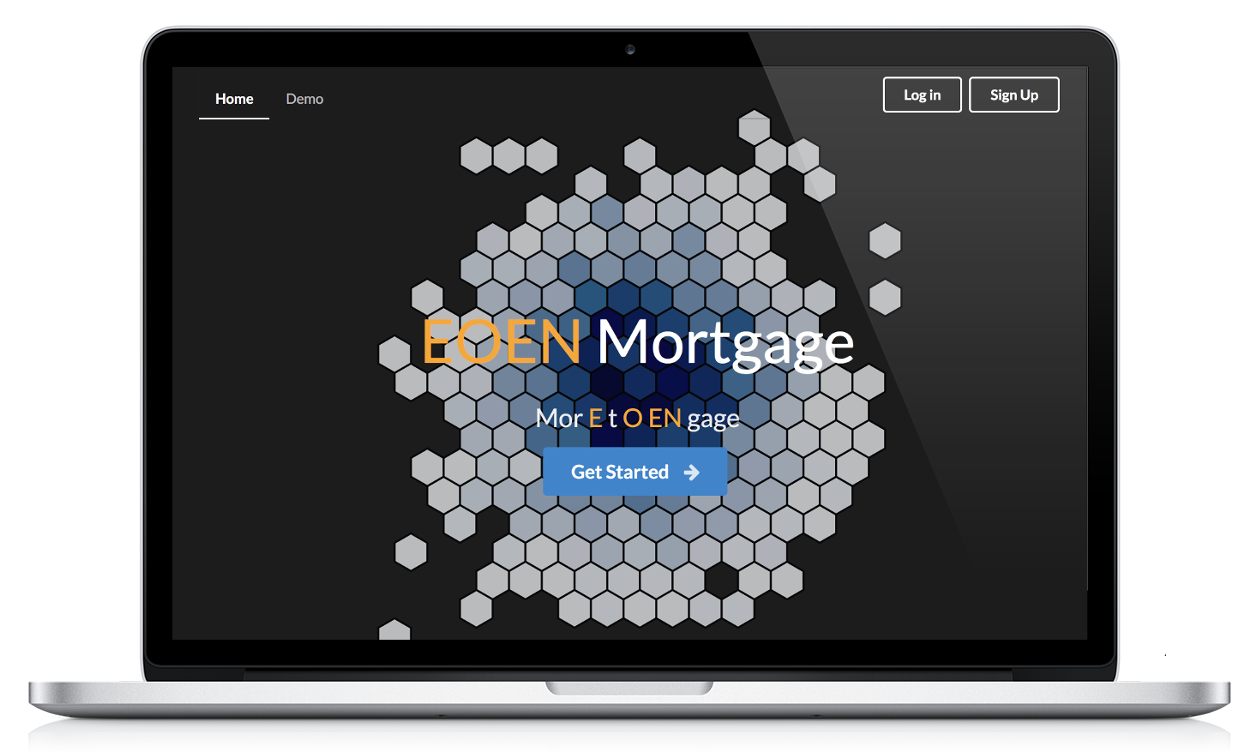 Home Demo Log in Sign Up
EOEN Mortgage
Mor E t O EN gage
Get Started